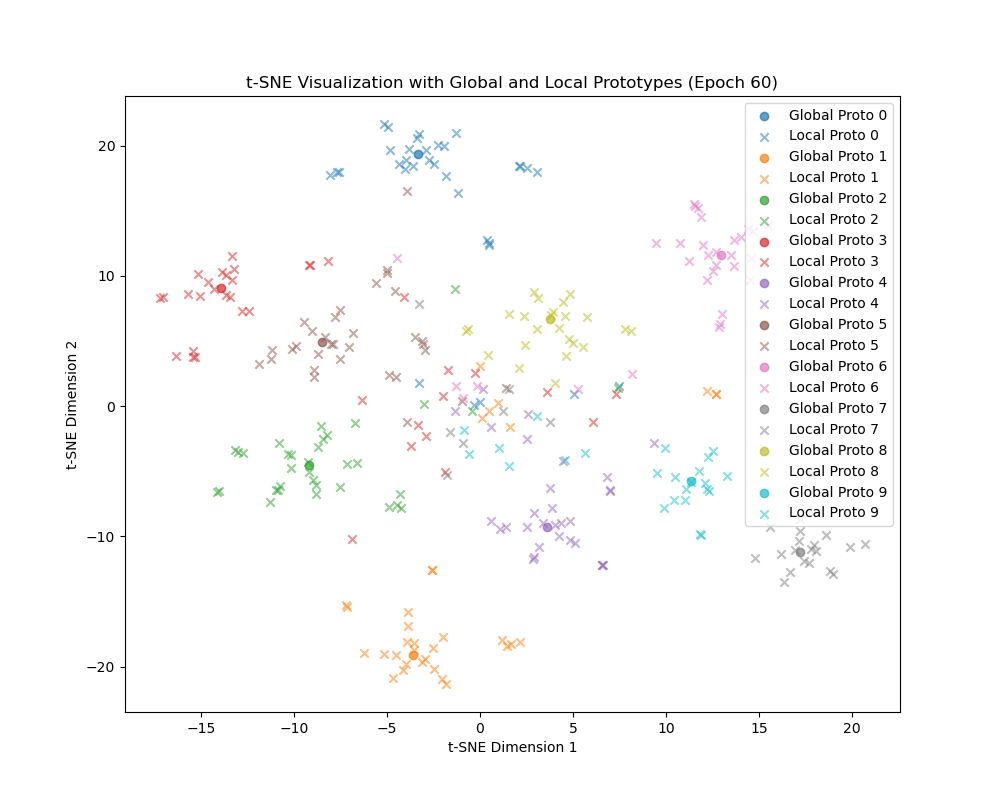 t-SNE Visualization with Global and Local Prototypes (Epoch 60)
Global Proto 0
Local Proto 0
Global Proto 1
Local Proto 1
Global Proto 2
Local Proto 2
Global Proto 3
Local Proto 3
Global Proto 4
Local Proto 4
Global Proto 5
Local Proto 5
Global Proto 6
Local Proto 6
Global Proto 7
Local Proto 7
Global Proto 8
Local Proto 8
Global Proto 9
Local Proto 9
t-SNE Dimension 2
20
10
0
−10
−20
−15
−10
−5
0
5
10
15
20
t-SNE Dimension 1